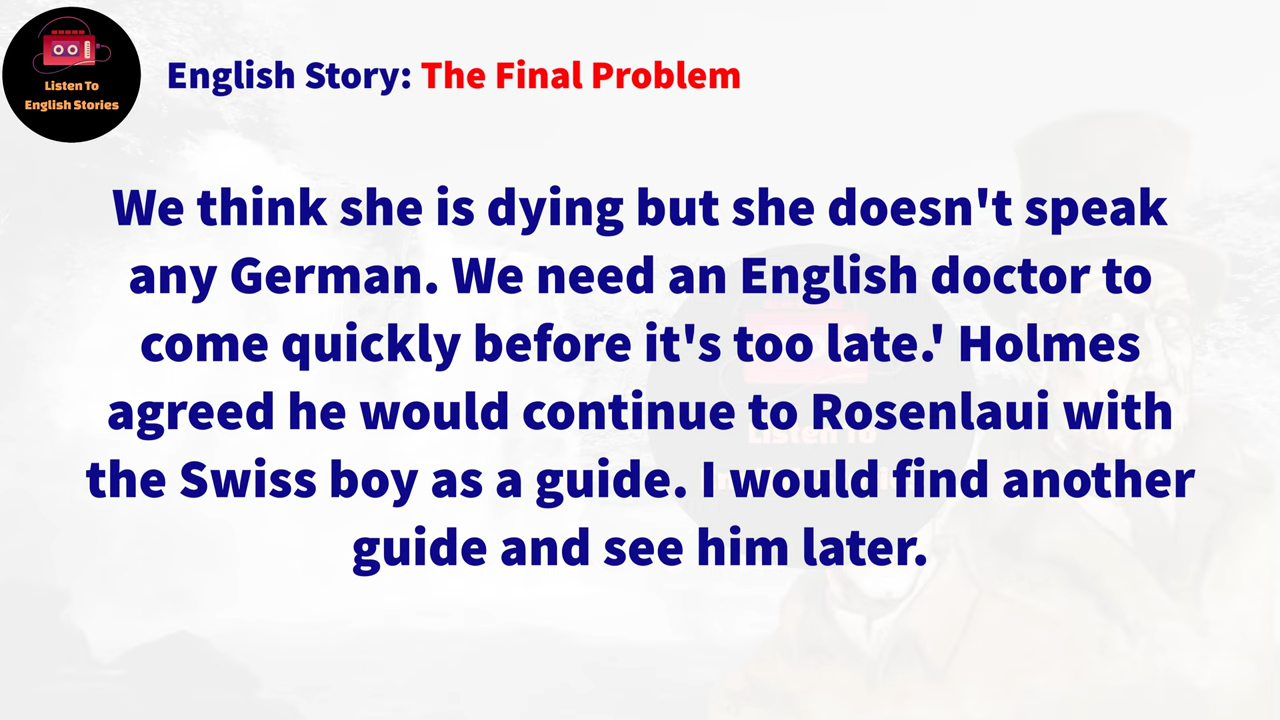 Listen To
English Stories
English Story: The Final Problem
We think she is dying but she doesn't speak
any German. We need an English doctor to
come quickly before it's too late.' Holmes
agreed he would continue to Rosenlaui with
the Swiss boy as a guide. I would find another
guide and see him later.
Listen To